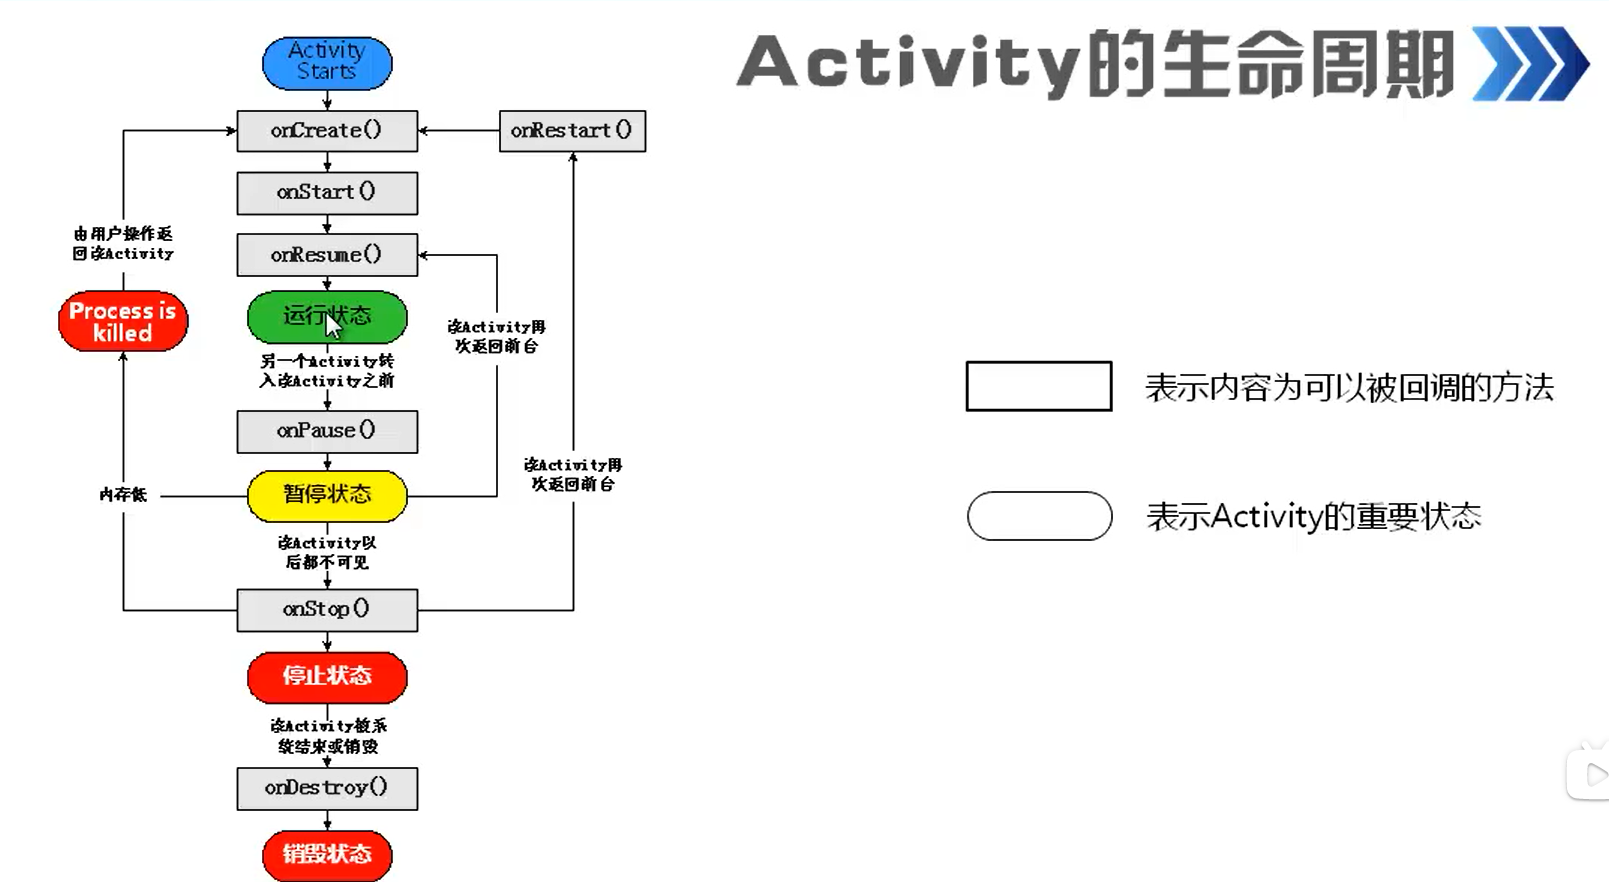 Activity的生命周期
Activity
Starts
onCreate()
onRestart()
onStart()
由用户操作返
回该Activity
onResume()
Process is
killed
运行状态
该Activity再
次返回前台
另一个Activity转
入该Activity之前
表示内容为可以被回调的方法
onPause()
该Activity再
次返回前台
内存低
暂停状态
表示Activity的重要状态
该Activity以
后都不可见
onStop()
停止状态
该Activity被系
统结束或销毁
onDestroy()
销毁状态